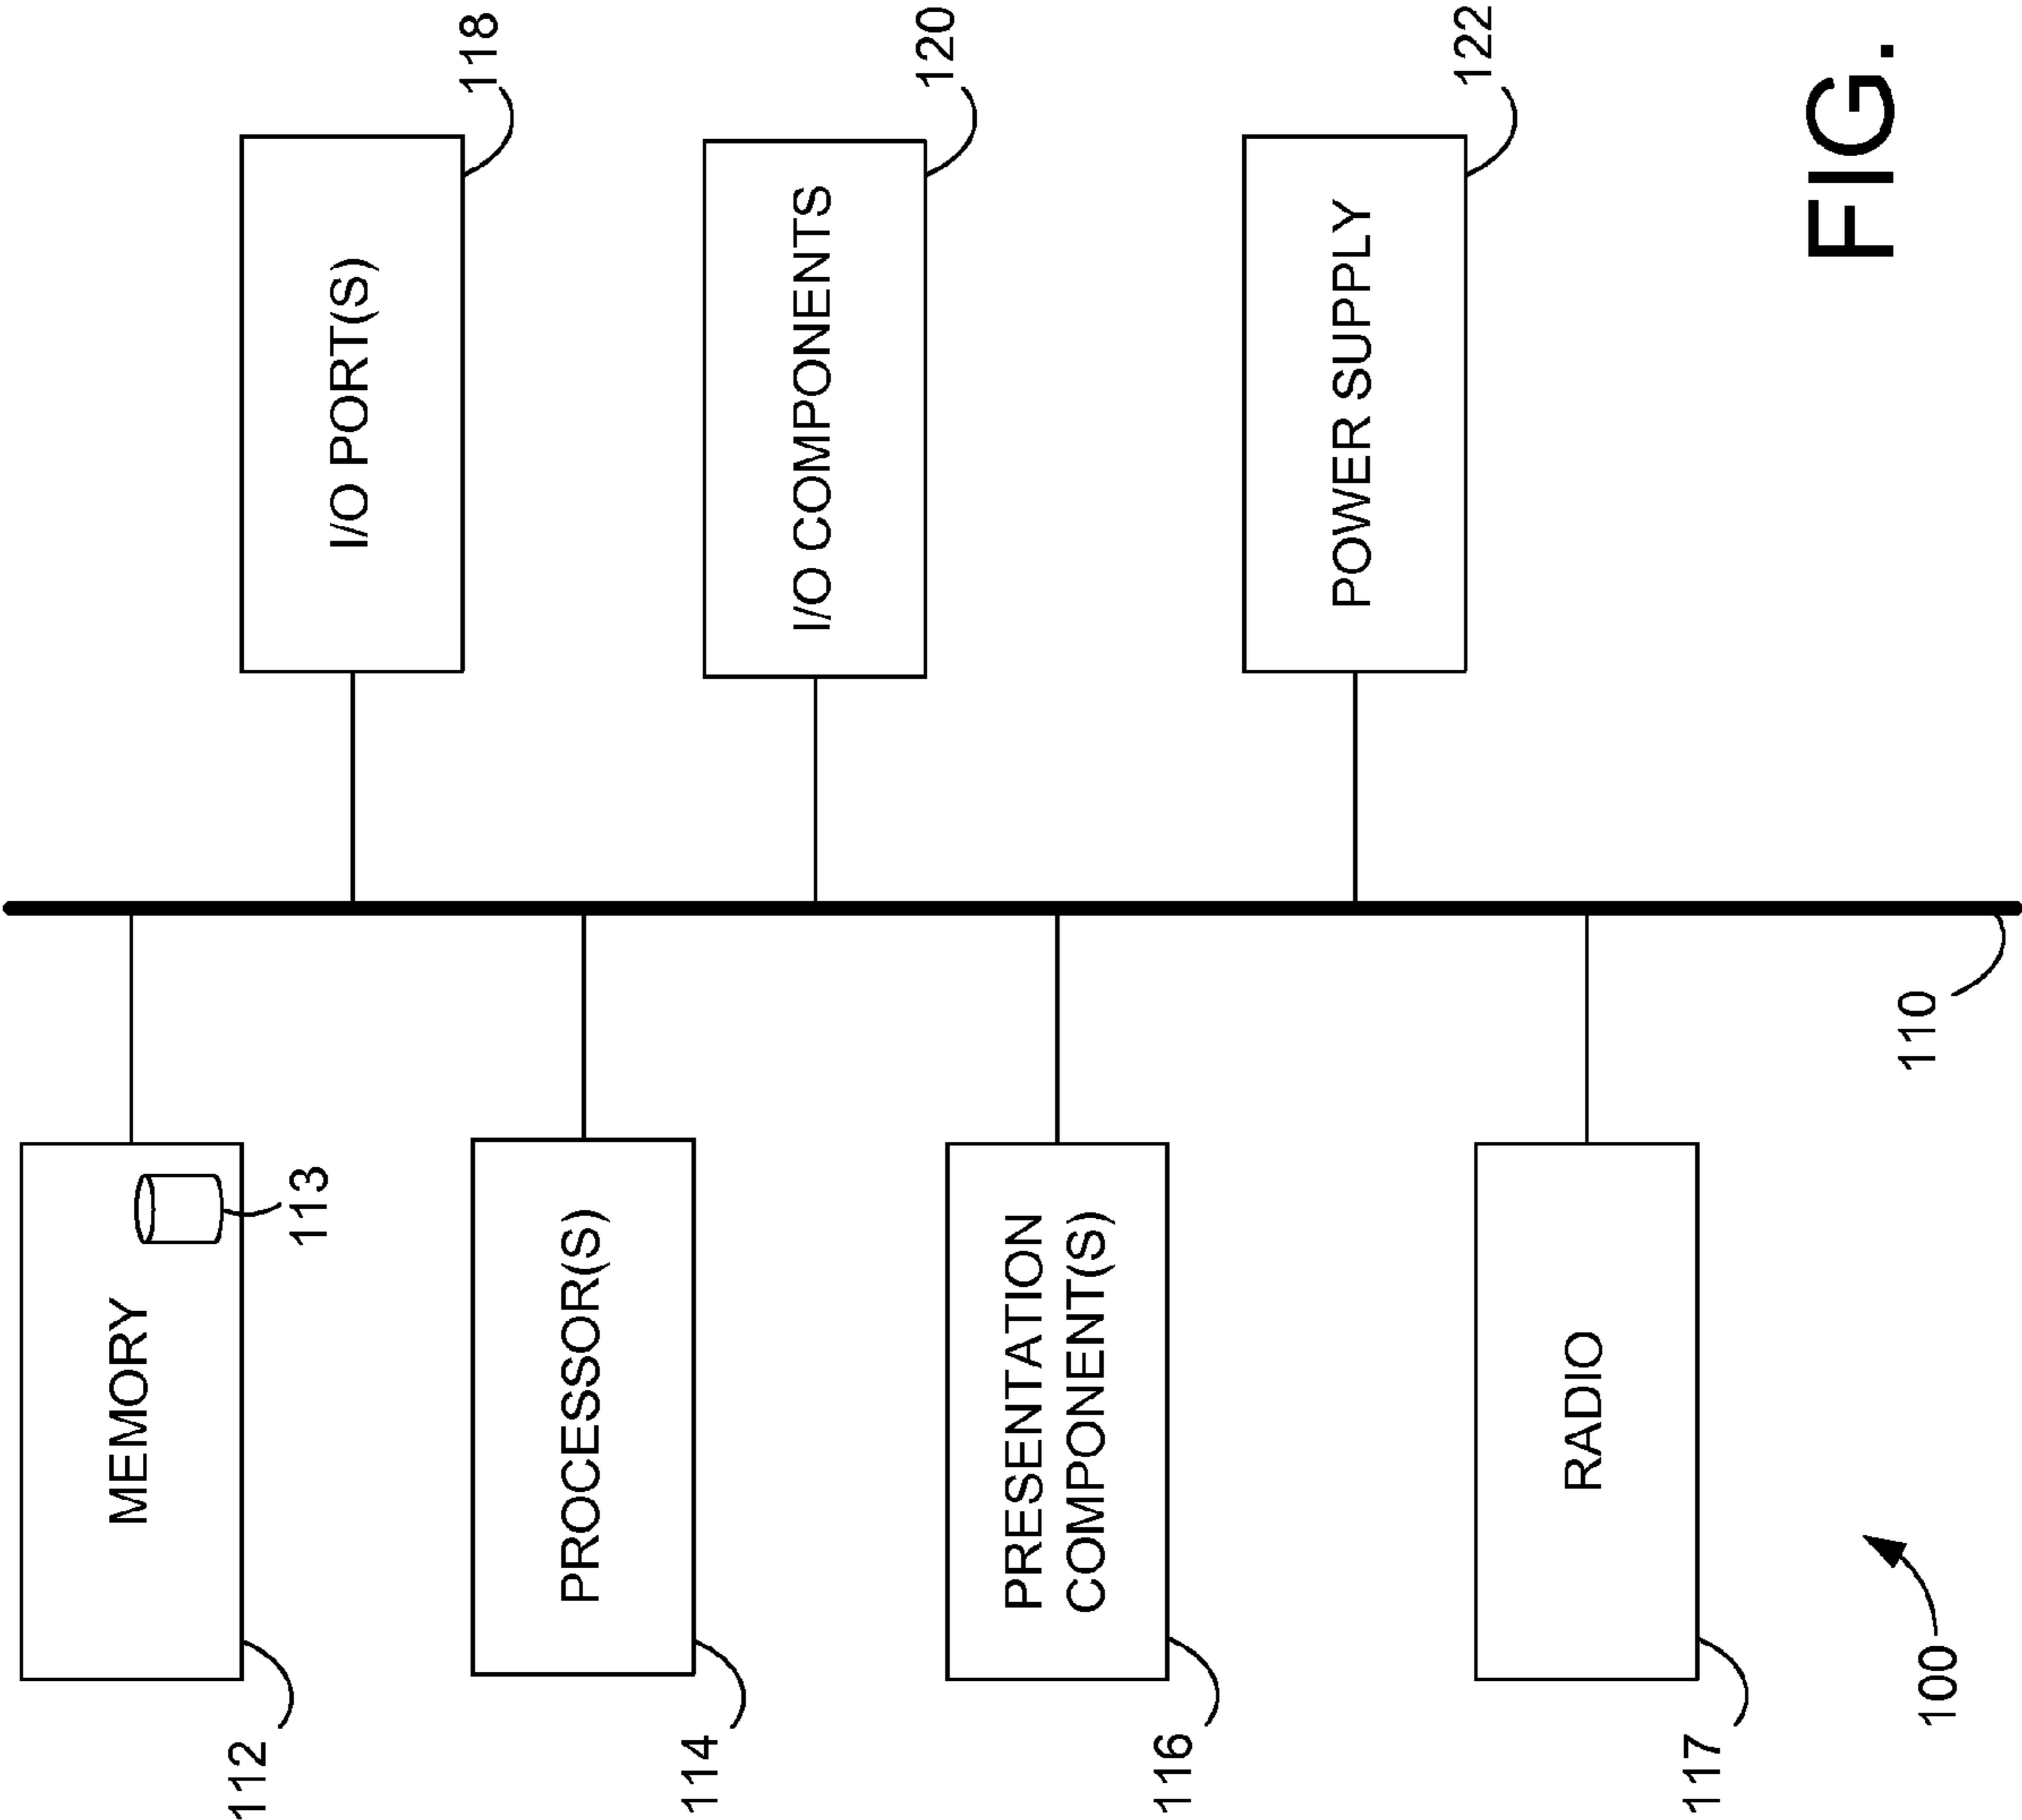 112
MEMORY
113
114
PROCESSOR(S)
116
PRESENTATION
COMPONENT(S)
117
RADIO
110
100
I/O PORT(S)
118
I/O COMPONENTS
120
POWER SUPPLY
122
FIG.